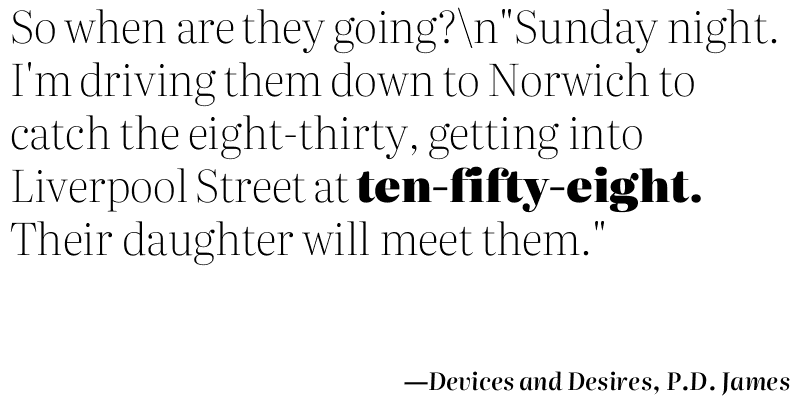 So when are they going?\n"Sunday night.
I'm driving them down to Norwich to
catch the eight-thirty, getting into
Liverpool Street at ten-fifty-eight.
Their daughter will meet them."
—Devices and Desires, P.D. James